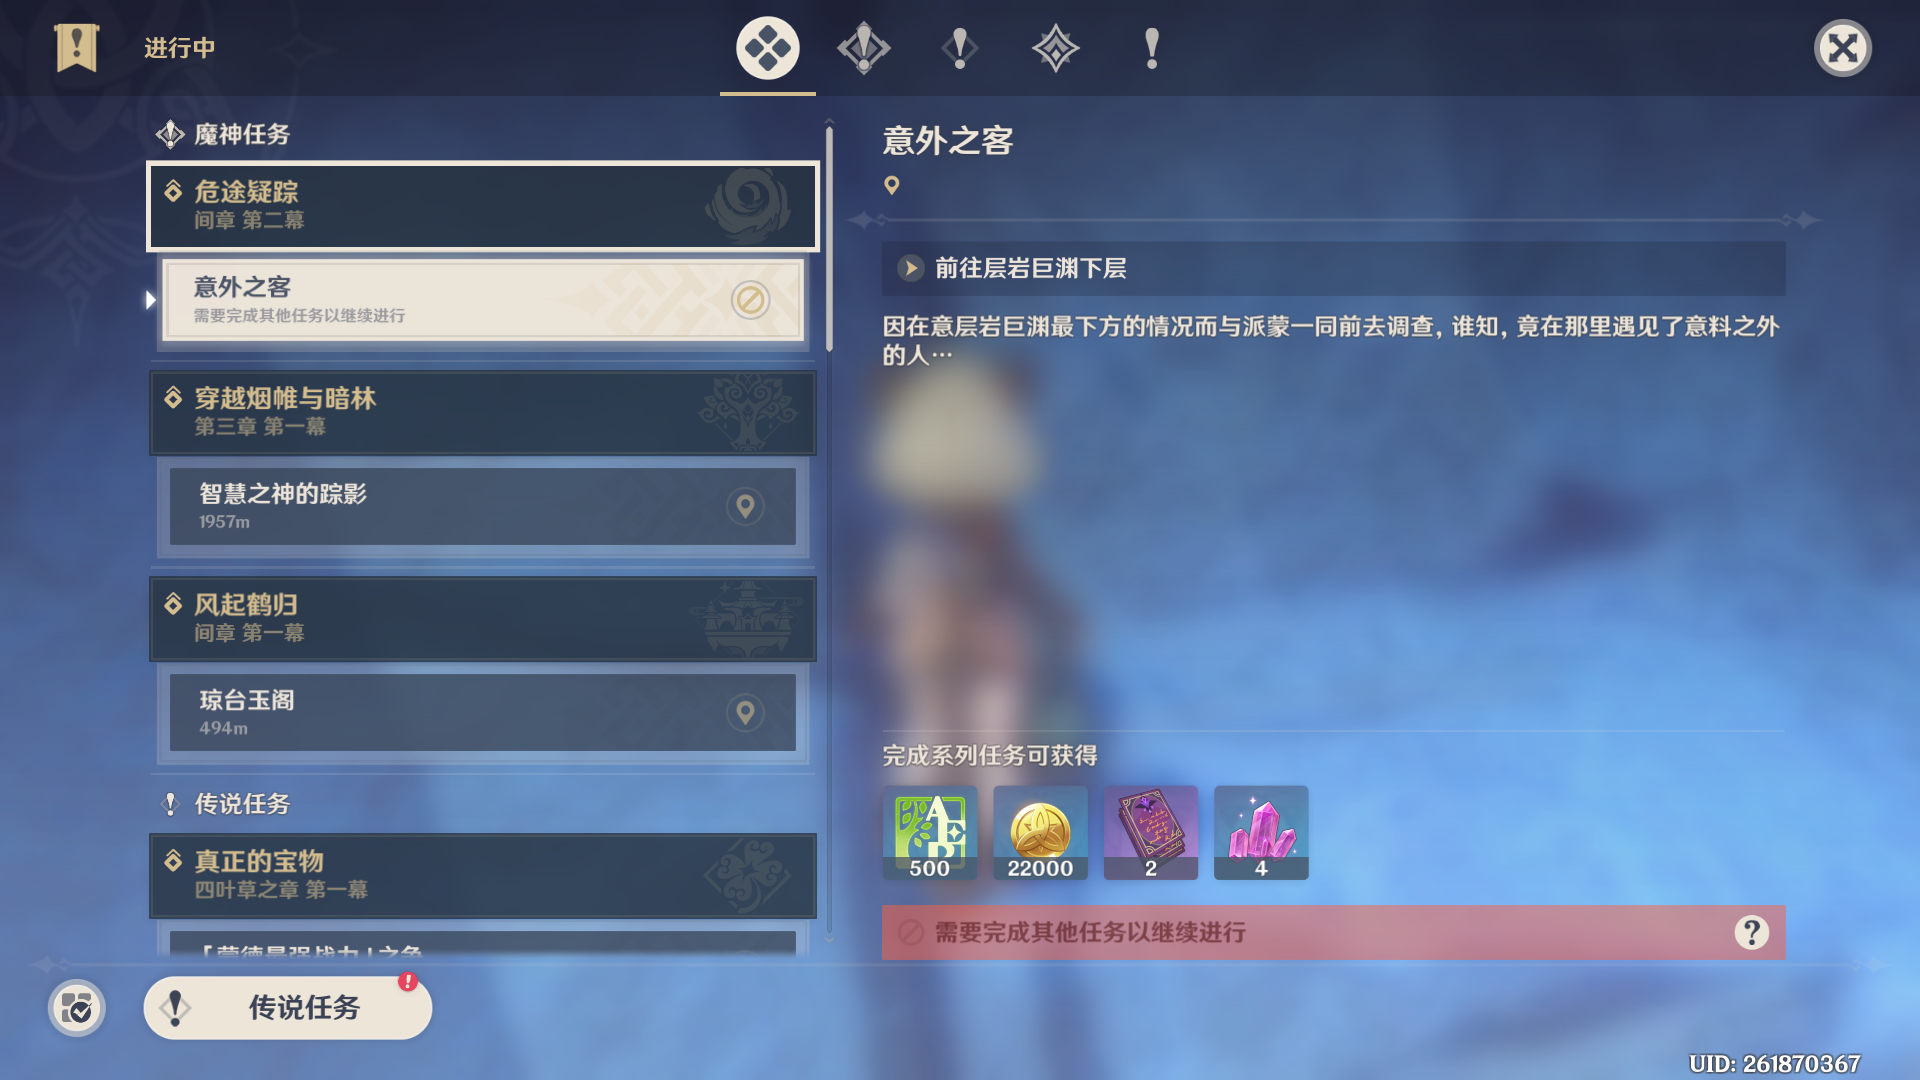 进行中
魔神任务
危途疑踪
间章 第二幕
意外之客
需要完成其他任务以继续进行
穿越烟帷与暗林
第三章 第一幕
智慧之神的踪影
1957m
风起鹤归
间章 第一幕
琼台玉阁
494m
传说任务
真正的宝物
四叶草之章 第一幕
「蒙德最强战力」之争
传说任务
意外之客
前往层岩巨渊下层
因在意层岩巨渊最下方的情况而与派蒙一同前去调查，谁知，竟在那里遇见了意料之外
的人…
完成系列任务可获得
500
22000
2
4
需要完成其他任务以继续进行
UID: 261870367